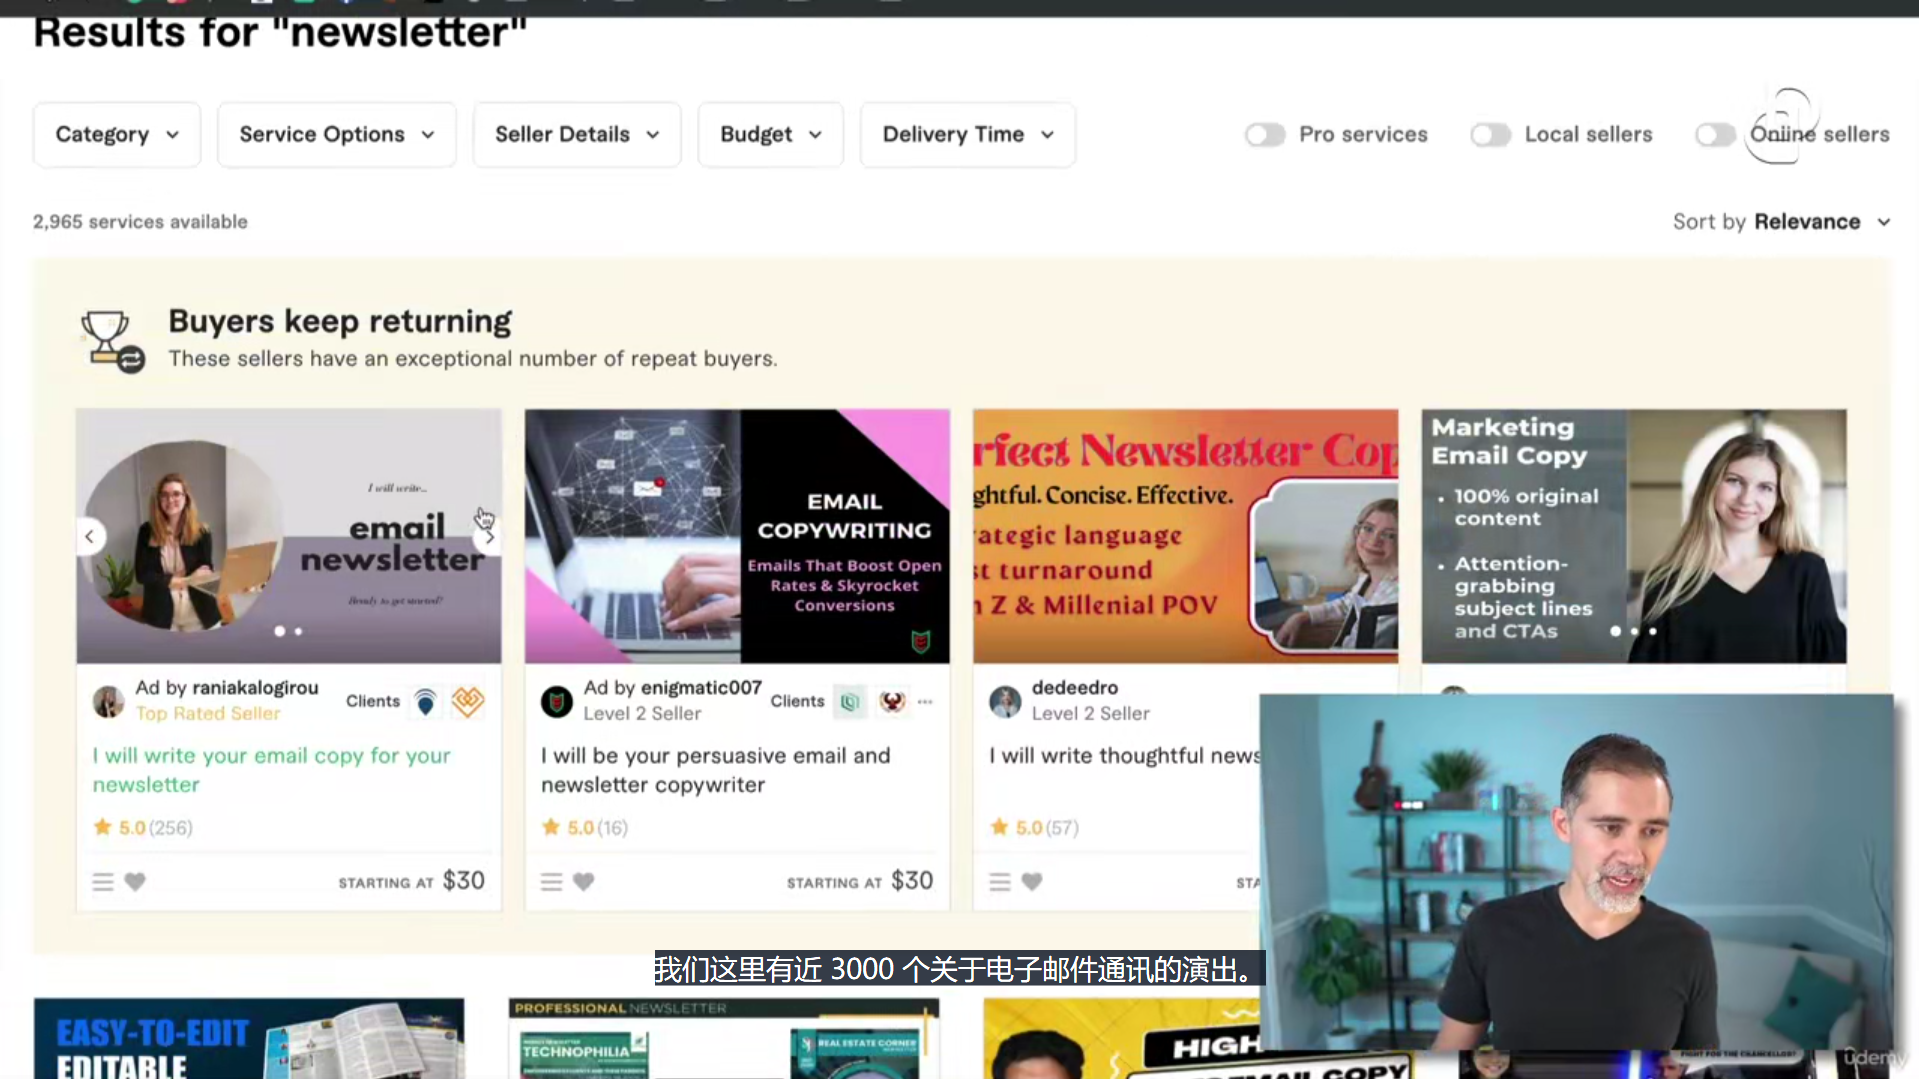 Results for "newsletter"
Category
Service Options
Seller Details
Budget
Delivery Time
Pro services
Local sellers
Online sellers
2,965 services available
Sort by Relevance
Buyers keep returning
These sellers have an exceptional number of repeat buyers.
I will write...
email
newsletter
Ready to get started?
EMAIL
COPYWRITING
Emails That Boost Open
Rates & Skyrocket
Conversions
rfect Newsletter Cop
ghtful. Concise. Effective.
rategic language
st turnaround
n Z & Millenial POV
Marketing
Email Copy
• 100% original
content
• Attention-
grabbing
subject lines
and CTAs
Ad by raniakalogirou
Top Rated Seller
Clients
Ad by enigmatic007
Level 2 Seller
Clients
dedeedro
Level 2 Seller
I will write your email copy for your
newsletter
I will be your persuasive email and
newsletter copywriter
I will write thoughtful news
5.0 (256)
5.0 (16)
5.0 (57)
STARTING AT $30
STARTING AT $30
STA
我们这里有近 3000 个关于电子邮件通讯的演出。
EASY-TO-EDIT
EDITABLE
PROFESSIONAL NEWSLETTER
TECHNOPHILIA
REAL ESTATE CORNER
HIGH
EMAIL COPY
FIGHT FOR THE CHANCELLOR?
udemy